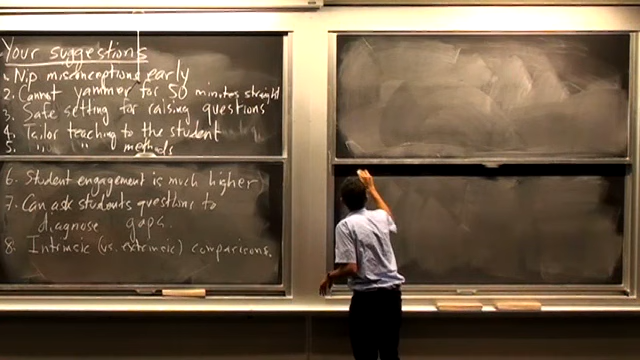 Your suggestions
1. Nip misconceptions early
2. Cannot yammer for 50 minutes straight
3. Safe setting for raising questions
4. Tailor teaching to the student
5. " " " methods
6. Student engagement is much higher
7. Can ask students questions to
diagnose gaps.
8. Intrinsic (vs. extrinsic) comparisons.